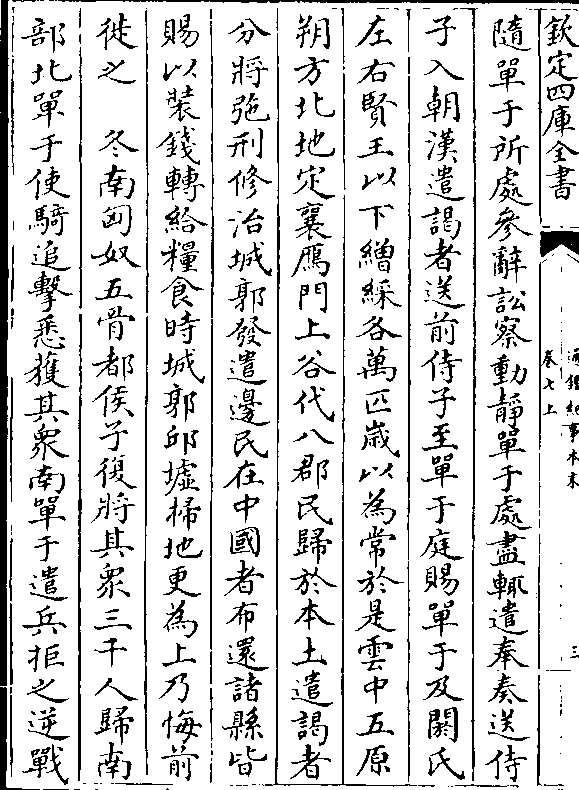 欽定四庫全書
通鑑紀事本末
卷七上
三
隨單于所處參辭訟察動靜單于處盡輒遣奉奏送侍
子入朝漢遣謁者送前侍子至單于庭賜單于及閼氏
左右賢王以下繒綵各萬匹歲以為常於是雲中五原
朔方北地定襄鴈門上谷代八郡民歸於本土遣謁者
分將弛刑修治城郭發遣邊民在中國者布還諸縣皆
賜以裝錢轉給糧食時城郭邱墟掃地更為上乃悔前
徙之　冬南匈奴五骨都侯子復將其衆三千人歸南
部北單于使騎追擊悉獲其衆南單于遣兵拒之逆戰